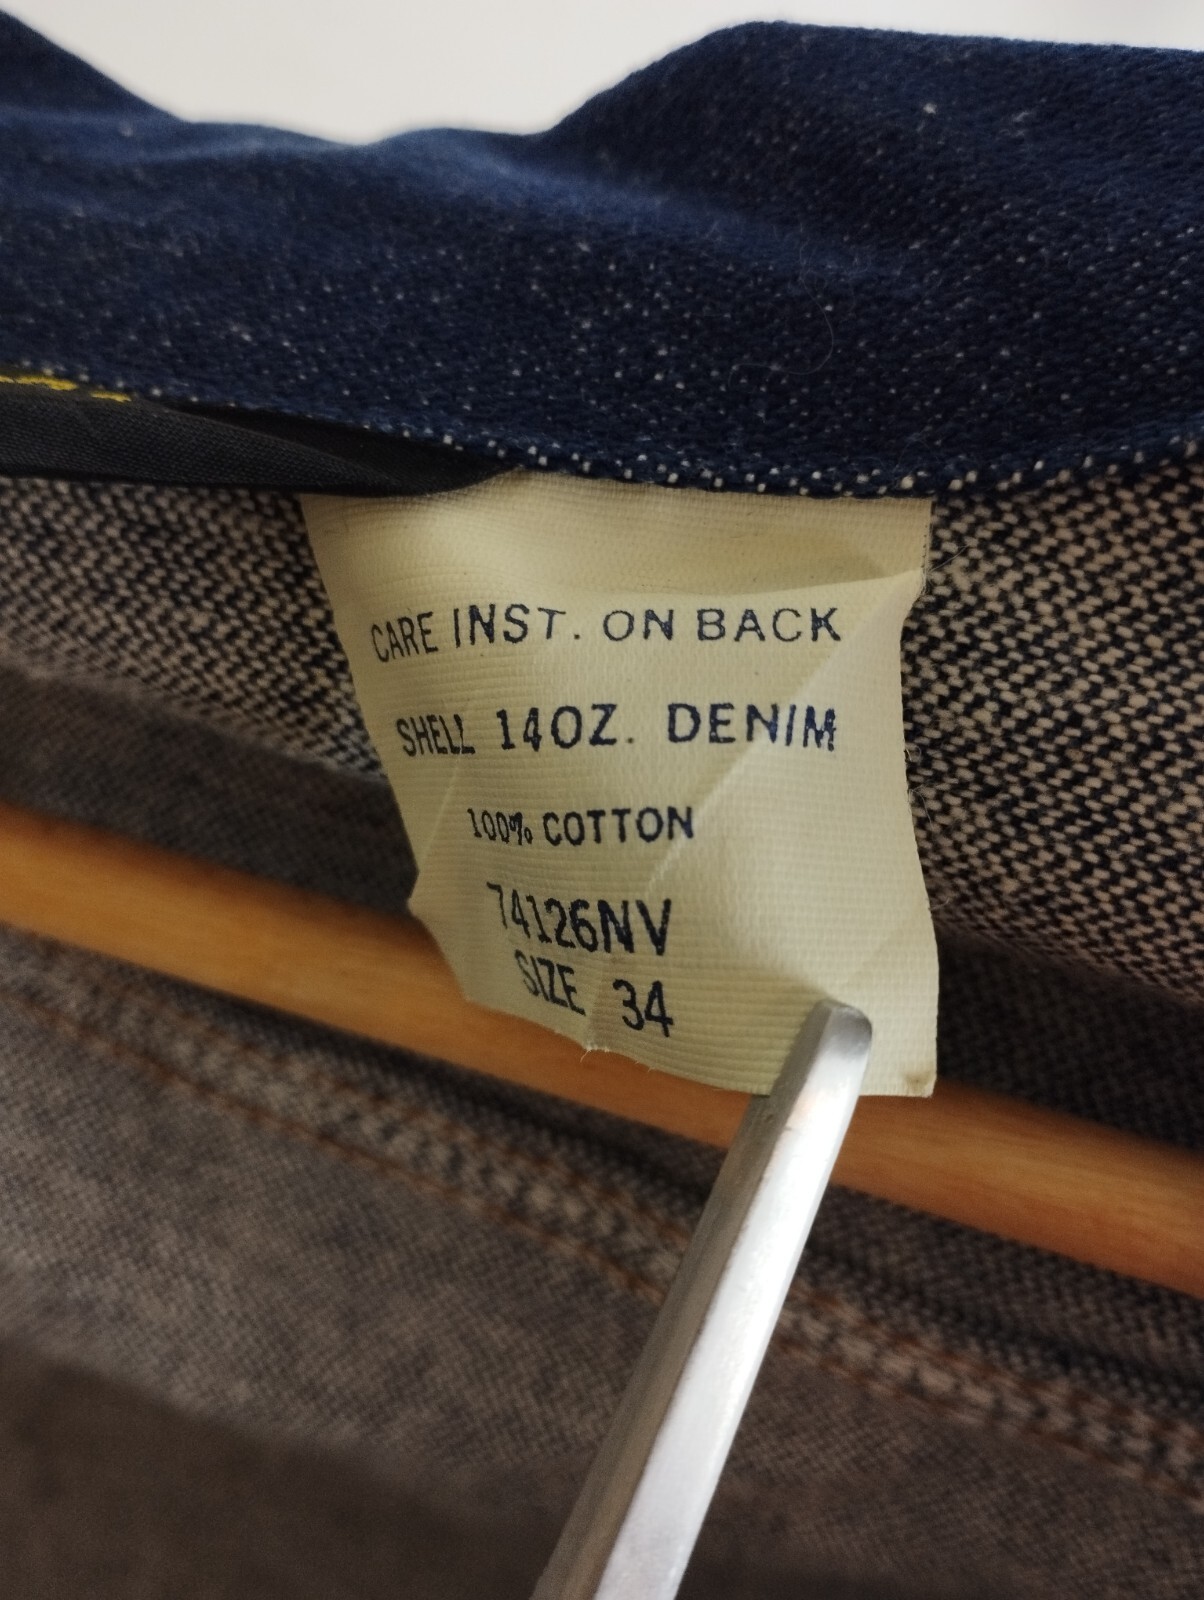 CARE INST. ON BACK
SHELL 14OZ. DENIM
100% COTTON
74126NV
SIZE 34